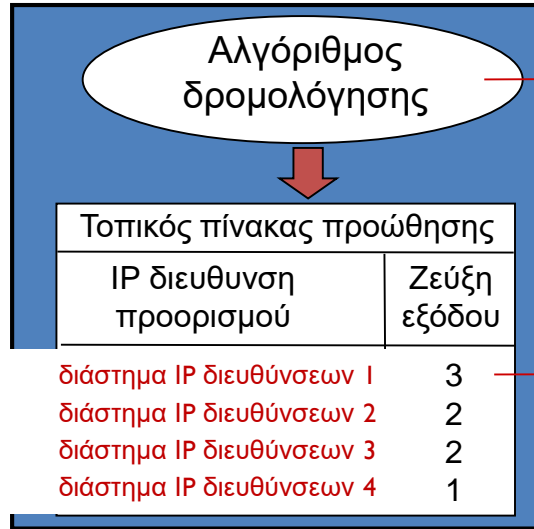 Αλγόριθμος
δρομολόγησης
Τοπικός πίνακας προώθησης
IP διευθυνση Ζεύξη
προορισμού εξόδου
διάστημα IP διευθύνσεων 1 3
διάστημα IP διευθύνσεων 2 2
διάστημα IP διευθύνσεων 3 2
διάστημα IP διευθύνσεων 4 1